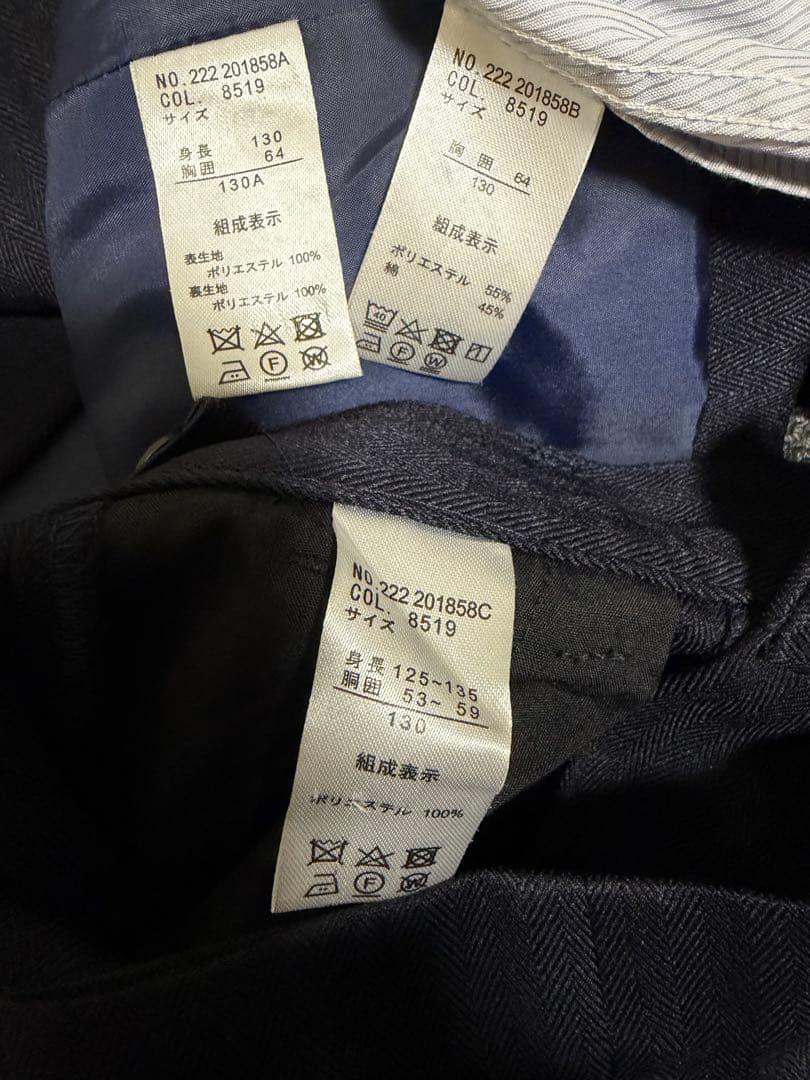 NO. 222 201858A
COL. 8519
サイズ
身長 130
胸囲 64
130A
組成表示
表生地
ポリエステル 100%
裏生地
ポリエステル 100%
F
W
NO. 222 201858B
COL. 8519
サイズ
胸囲 64
130
組成表示
ポリエステル 55%
綿 45%
40
F
W
NO. 222 201858C
COL. 8519
サイズ
身長 125~135
胴囲 53~ 59
130
組成表示
ポリエステル 100%
F
W